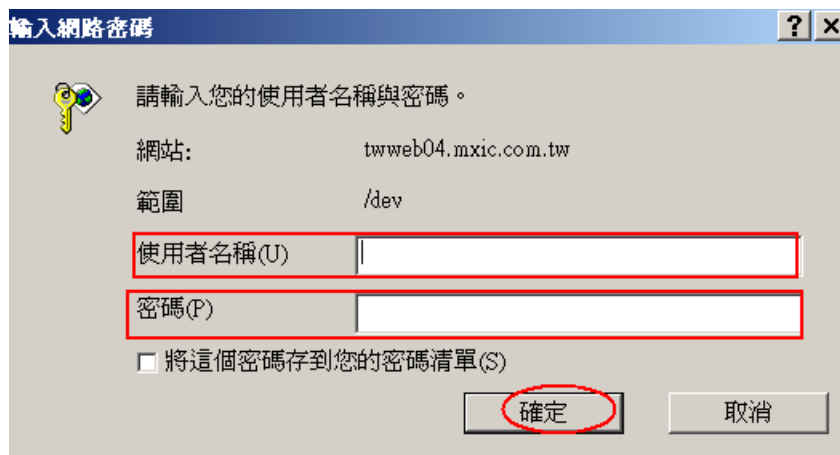 輸入網路密碼
請輸入您的使用者名稱與密碼。
網站: twweb04.mxic.com.tw
範圍 /dev
使用者名稱(U)
密碼(P)
將這個密碼存到您的密碼清單(S)
確定 取消